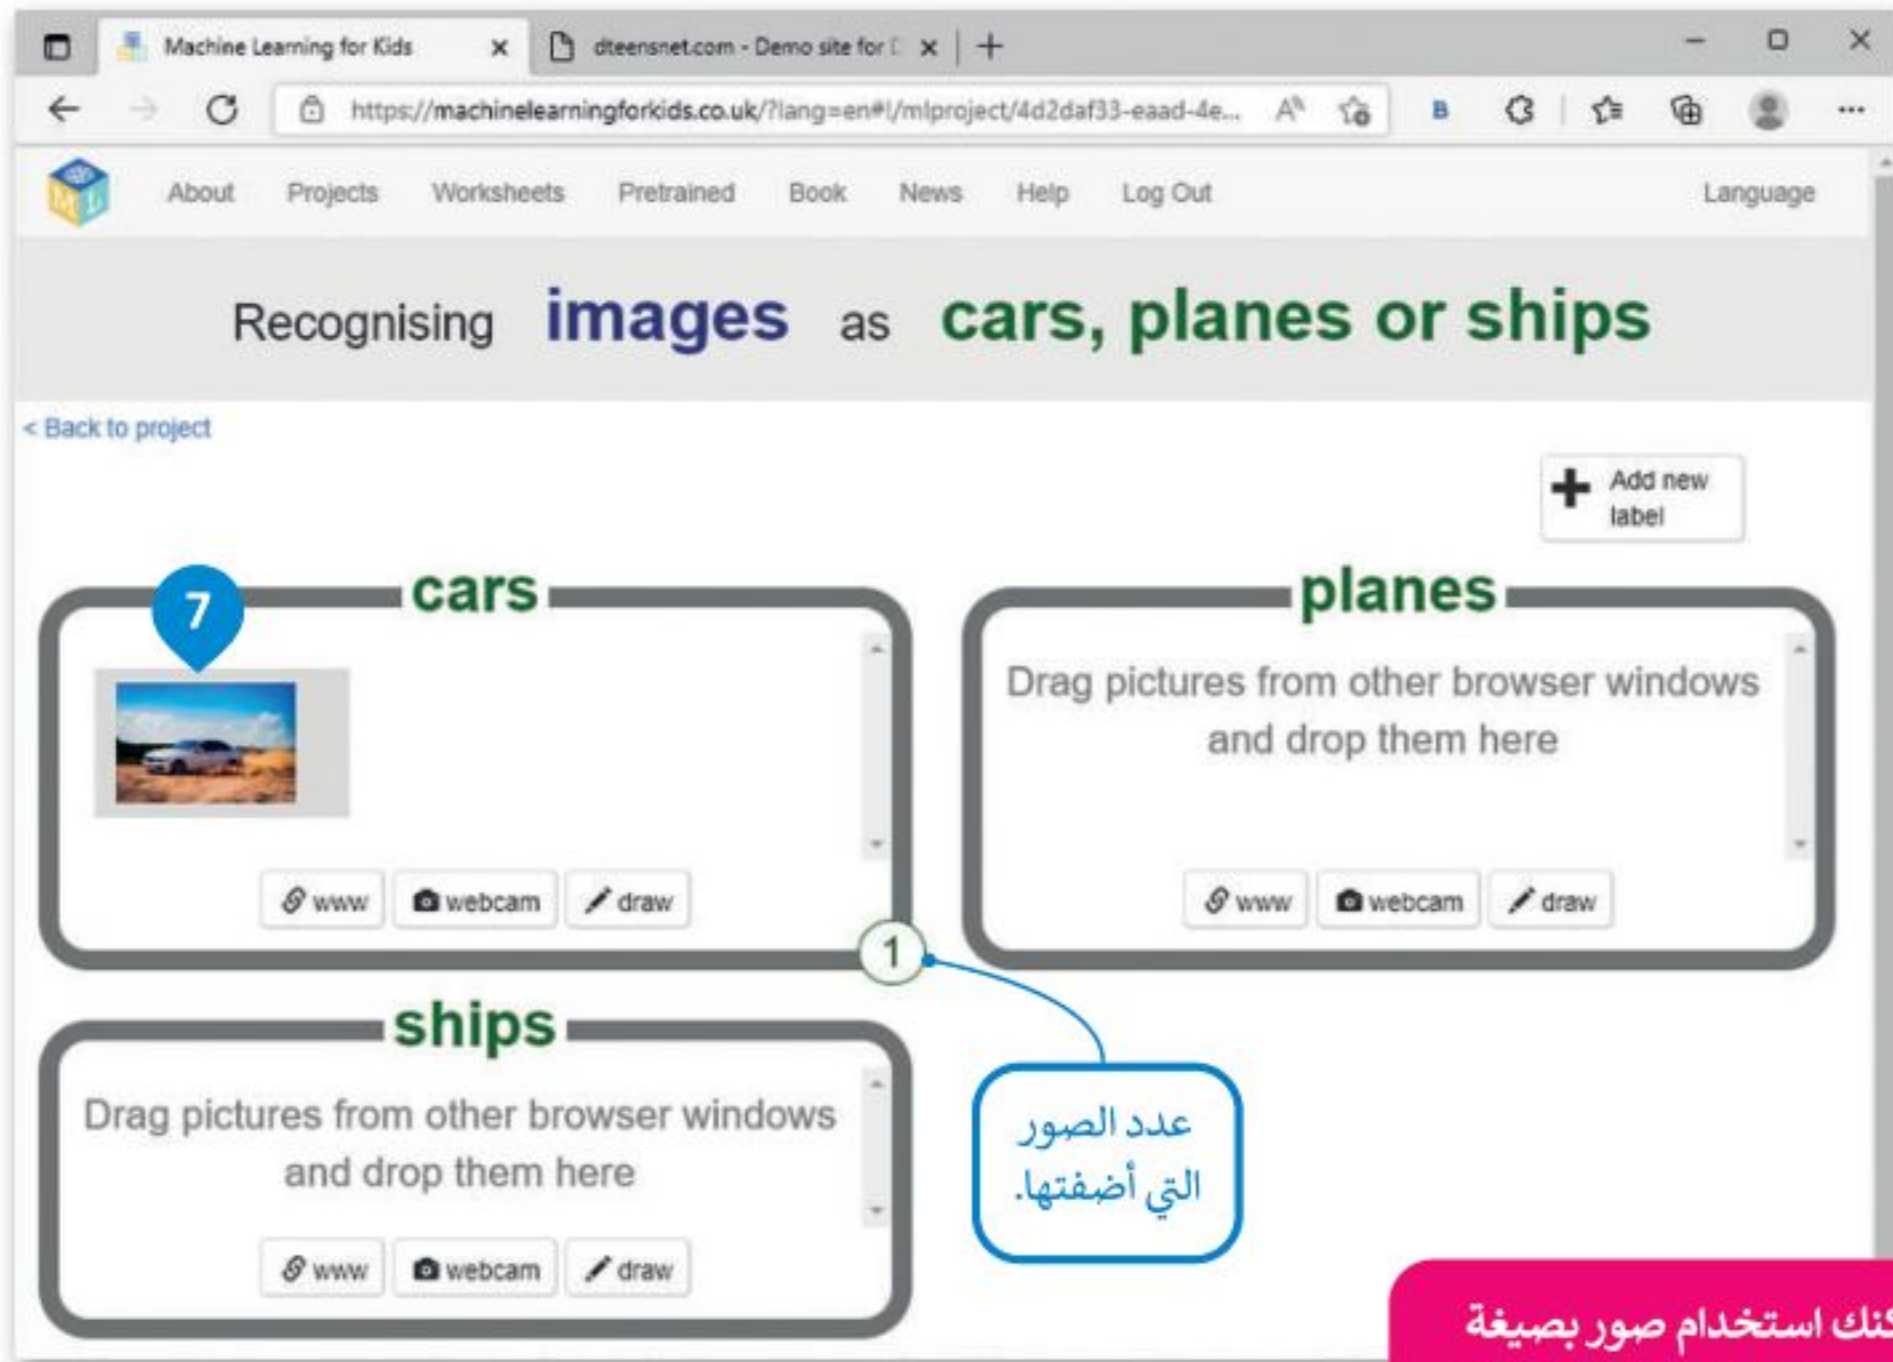 Machine Learning for Kids
dteensnet.com - Demo site for
https://machinelearningforkids.co.uk/?lang=en#!/mlproject/4d2daf33-eaad-4e...
B
ML
About Projects Worksheets Pretrained Book News Help Log Out Language
Recognising images as cars, planes or ships
< Back to project
+ Add new
label
cars
7
www webcam draw
1
planes
Drag pictures from other browser windows
and drop them here
www webcam draw
ships
Drag pictures from other browser windows
and drop them here
www webcam draw
عدد الصور
التي أضفتها.
استخدام صور بصيغة